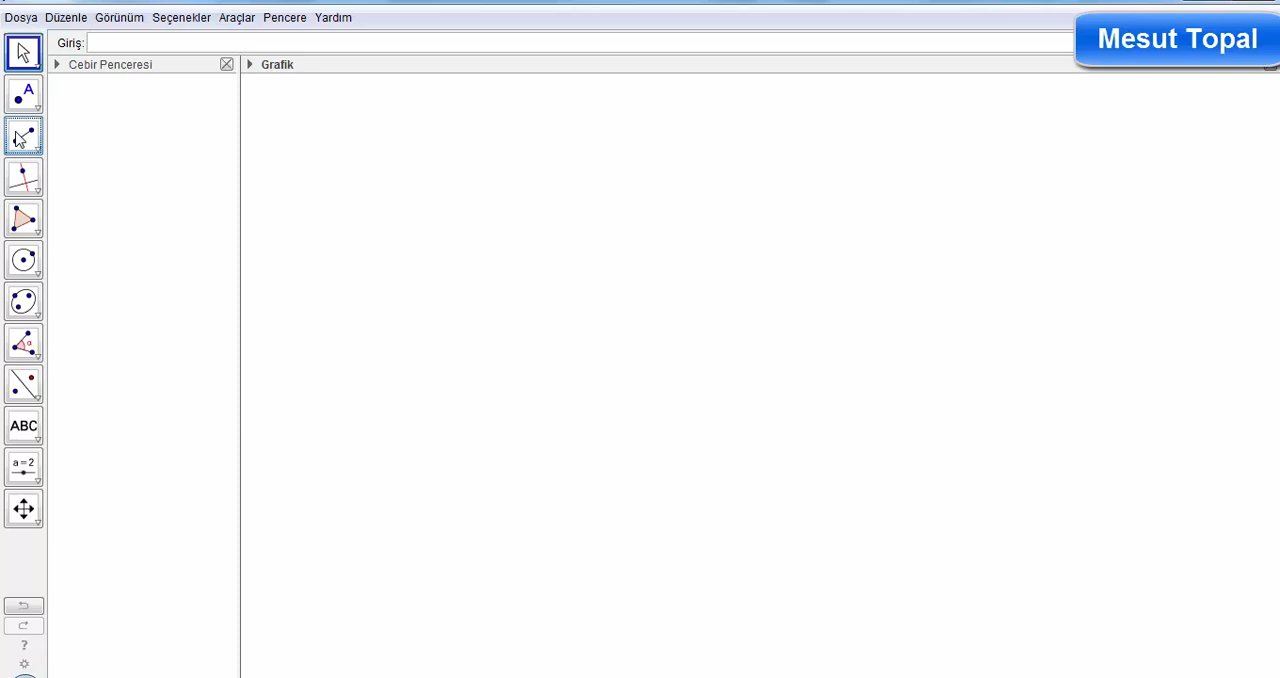 Dosya Düzenle Görünüm Seçenekler Araçlar Pencere Yardım
Mesut Topal
Giriş:
Cebir Penceresi
Grafik
A
α
ABC
a=2
?